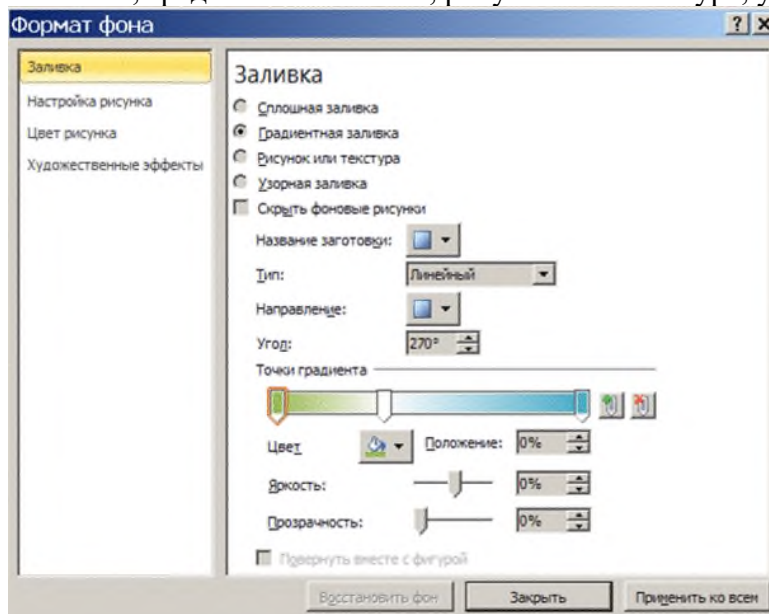 Формат фона
Заливка
Настройка рисунка
Цвет рисунка
Художественные эффекты
Заливка
Сплошная заливка
Градиентная заливка
Рисунок или текстура
Узорная заливка
Скрыть фоновые рисунки
Название заготовки:
Тип: Линейный
Направление:
Угол: 270°
Точки градиента
Цвет Положение: 0%
Яркость: 0%
Прозрачность: 0%
Повернуть вместе с фигурой
Восстановить фон Закрыть Применить ко всем